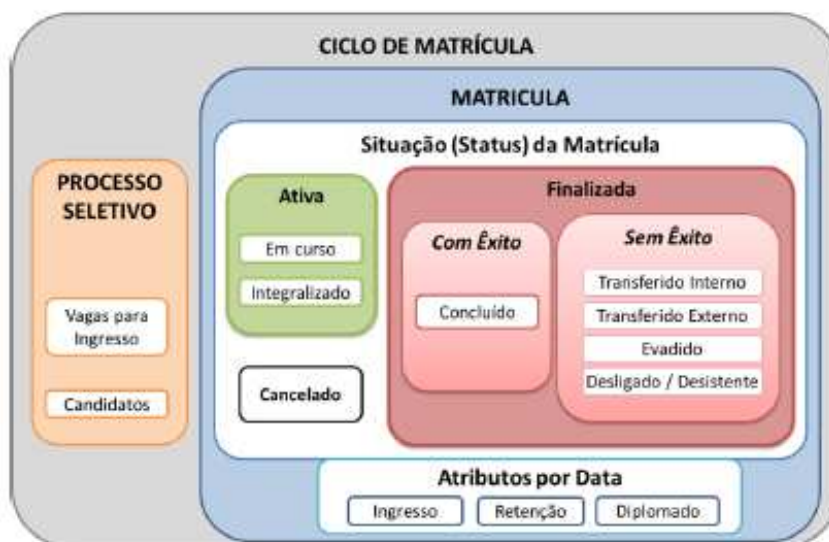 CICLO DE MATRÍCULA
PROCESSO
SELETIVO
Vagas para
Ingresso
Candidatos
MATRICULA
Situação (Status) da Matrícula
Ativa
Em curso
Integralizado
Cancelado
Finalizada
Com Êxito
Concluído
Sem Êxito
Transferido Interno
Transferido Externo
Evadido
Desligado / Desistente
Atributos por Data
Ingresso
Retenção
Diplomado